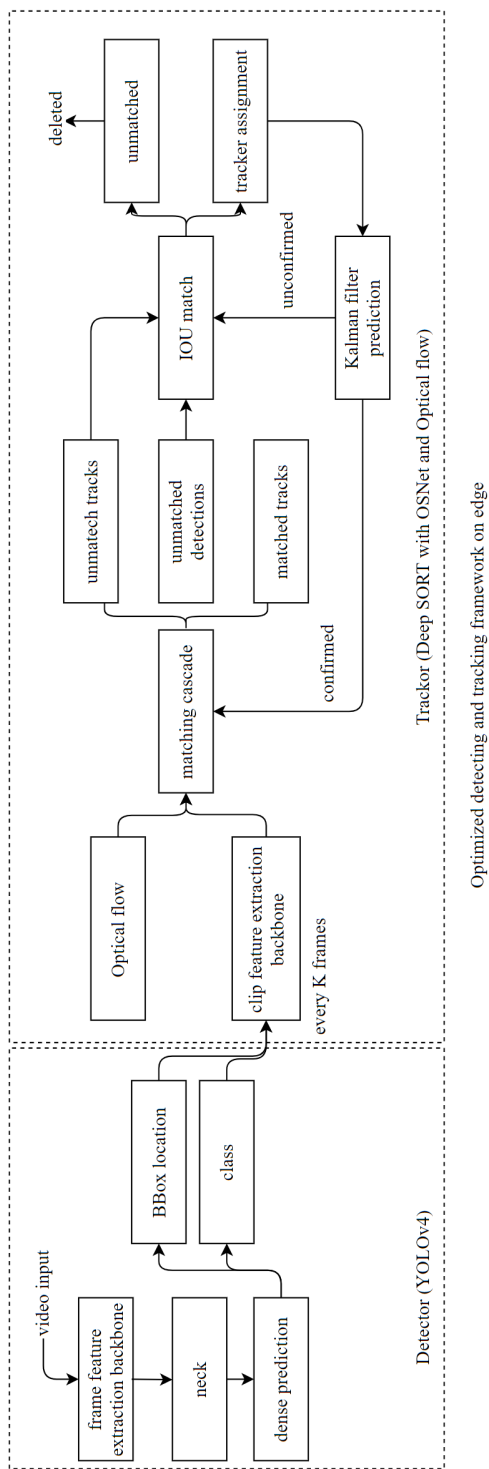 video input
frame feature
extraction backbone
neck
dense prediction
BBox location
class
Detector (YOLOv4)
Optical flow
clip feature extraction
backbone
every K frames
matching cascade
unmatech tracks
unmatched
detections
matched tracks
confirmed
IOU match
unconfirmed
Kalman filter
prediction
deleted
unmatched
tracker assignment
Trackor (Deep SORT with OSNet and Optical flow)
Optimized detecting and tracking framework on edge